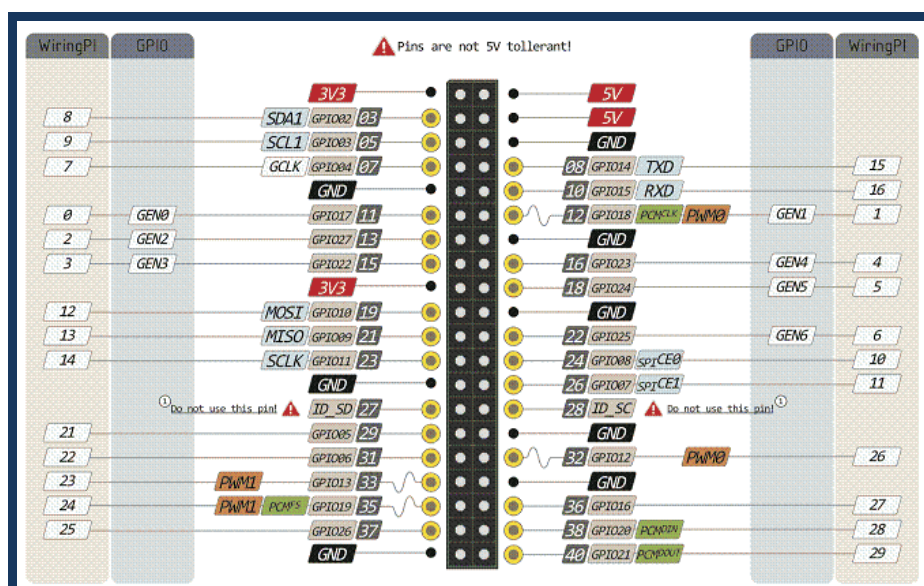 WiringPI GPIO Pins are not 5V tollerant! GPIO WiringPI
3V3 5V
8 SDA1 GPIO02 03 5V
9 SCL1 GPIO03 05 GND
7 GCLK GPIO04 07 08 GPIO14 TXD 15
GND 10 GPIO15 RXD 16
0 GEN0 GPIO17 11 12 GPIO18 PCMCLK PWM0 GEN1 1
2 GEN2 GPIO27 13 GND
3 GEN3 GPIO22 15 16 GPIO23 GEN4 4
3V3 18 GPIO24 GEN5 5
12 MOSI GPIO10 19 GND
13 MISO GPIO09 21 22 GPIO25 GEN6 6
14 SCLK GPIO11 23 24 GPIO08 SPICE0 10
GND 26 GPIO07 SPICE1 11
1 Do not use this pin! ID_SD 27 28 ID_SC Do not use this pin! 1
21 GPIO05 29 GND
22 GPIO06 31 32 GPIO12 PWM0 26
23 PWM1 GPIO13 33 GND
24 PWM1 PCMFS GPIO19 35 36 GPIO16 27
25 GPIO26 37 38 GPIO20 PCMDIN 28
GND 40 GPIO21 PCMDOUT 29